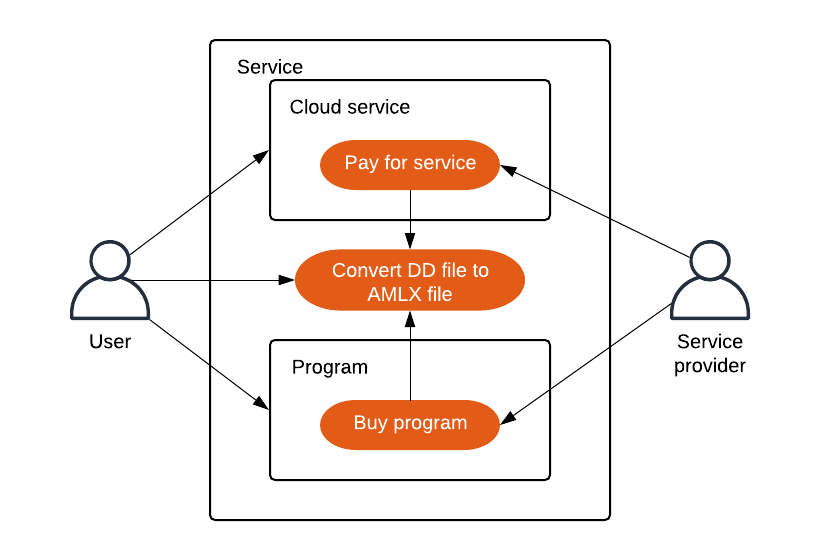 Service
Cloud service
Pay for service
Convert DD file to
AMLX file
User
Service
provider
Program
Buy program